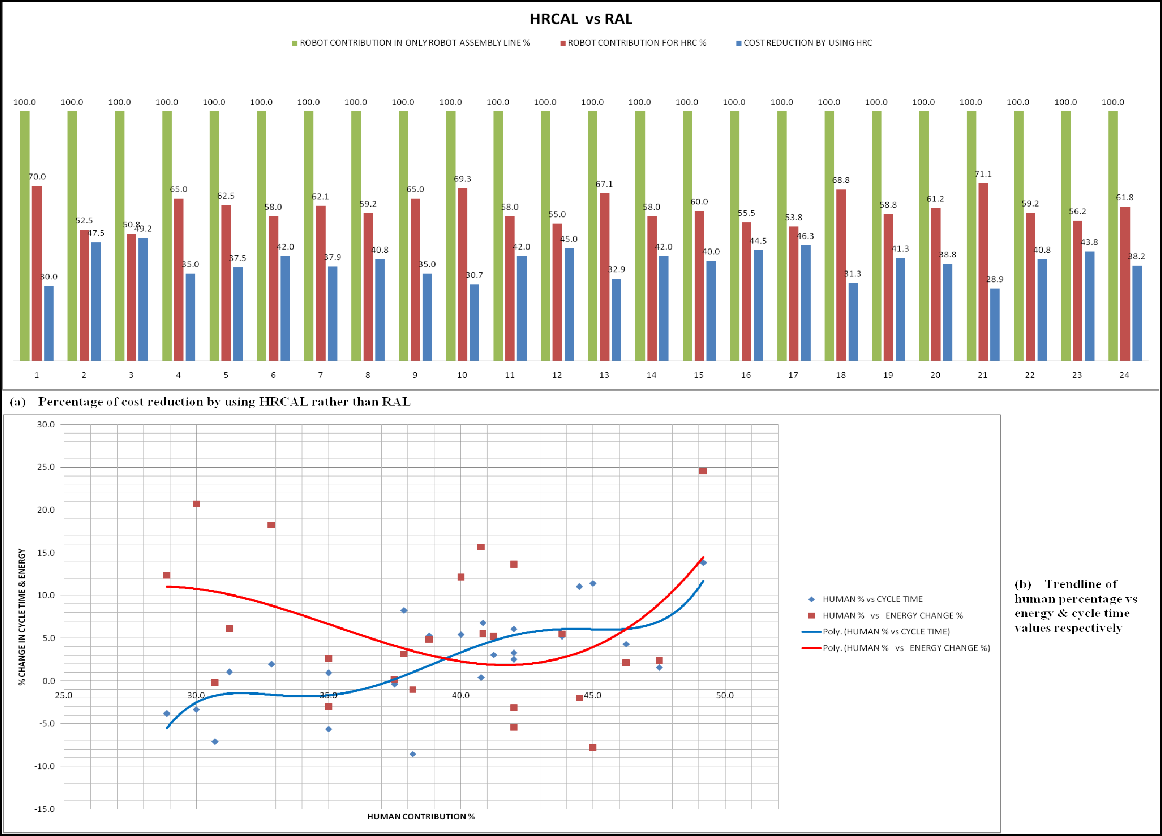 HRCAL vs RAL
ROBOT CONTRIBUTION IN ONLY ROBOT ASSEMBLY LINE % ROBOT CONTRIBUTION FOR HRC % COST REDUCTION BY USING HRC
100.0 100.0 100.0 100.0 100.0 100.0 100.0 100.0 100.0 100.0 100.0 100.0 100.0 100.0 100.0 100.0 100.0 100.0 100.0 100.0 100.0 100.0 100.0 100.0
70.0 52.5 50.8 65.0 62.5 58.0 62.1 59.2 65.0 69.3 58.0 55.0 67.1 58.0 60.0 55.5 53.8 68.8 58.8 61.2 71.1 59.2 56.2 61.8
30.0 47.5 49.2 35.0 37.5 42.0 37.9 40.8 35.0 30.7 42.0 45.0 32.9 42.0 40.0 44.5 46.3 31.3 41.3 38.8 28.9 40.8 43.8 38.2
1 2 3 4 5 6 7 8 9 10 11 12 13 14 15 16 17 18 19 20 21 22 23 24
(a) Percentage of cost reduction by using HRCAL rather than RAL
% CHANGE IN CYCLE TIME & ENERGY
30.0
25.0
20.0
15.0
10.0
5.0
0.0
-5.0
-10.0
-15.0
25.0 30.0 35.0 40.0 45.0 50.0
HUMAN CONTRIBUTION %
HUMAN % vs CYCLE TIME
HUMAN % vs ENERGY CHANGE %
Poly. (HUMAN % vs CYCLE TIME)
Poly. (HUMAN % vs ENERGY CHANGE %)
(b) Trendline of
human percentage vs
energy & cycle time
values respectively